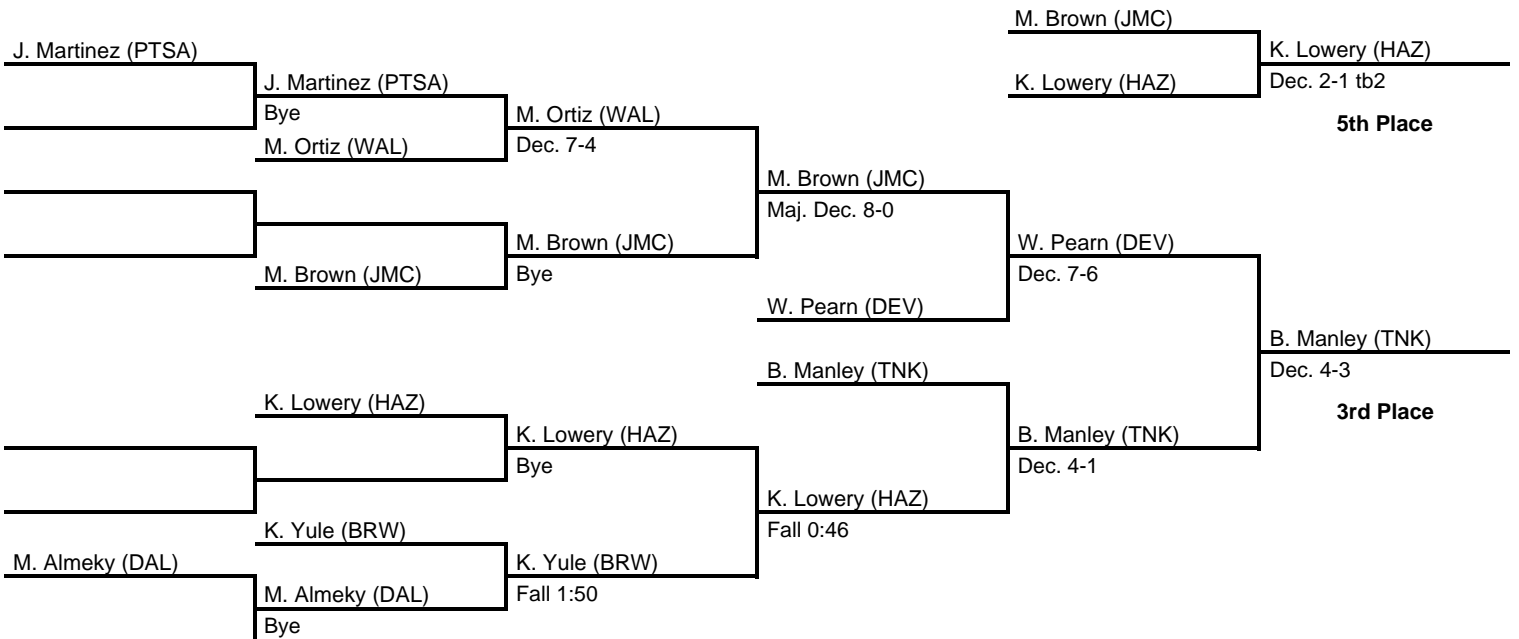 M. Brown (JMC)
J. Martinez (PTSA)
K. Lowery (HAZ)
J. Martinez (PTSA)
K. Lowery (HAZ)
Dec. 2-1 tb2
Bye
M. Ortiz (WAL)
5th Place
M. Ortiz (WAL)
Dec. 7-4
M. Brown (JMC)
Maj. Dec. 8-0
M. Brown (JMC)
W. Pearn (DEV)
M. Brown (JMC)
Bye
Dec. 7-6
W. Pearn (DEV)
B. Manley (TNK)
B. Manley (TNK)
Dec. 4-3
K. Lowery (HAZ)
3rd Place
K. Lowery (HAZ)
B. Manley (TNK)
Bye
Dec. 4-1
K. Lowery (HAZ)
K. Yule (BRW)
Fall 0:46
M. Almeky (DAL)
K. Yule (BRW)
M. Almeky (DAL)
Fall 1:50
Bye